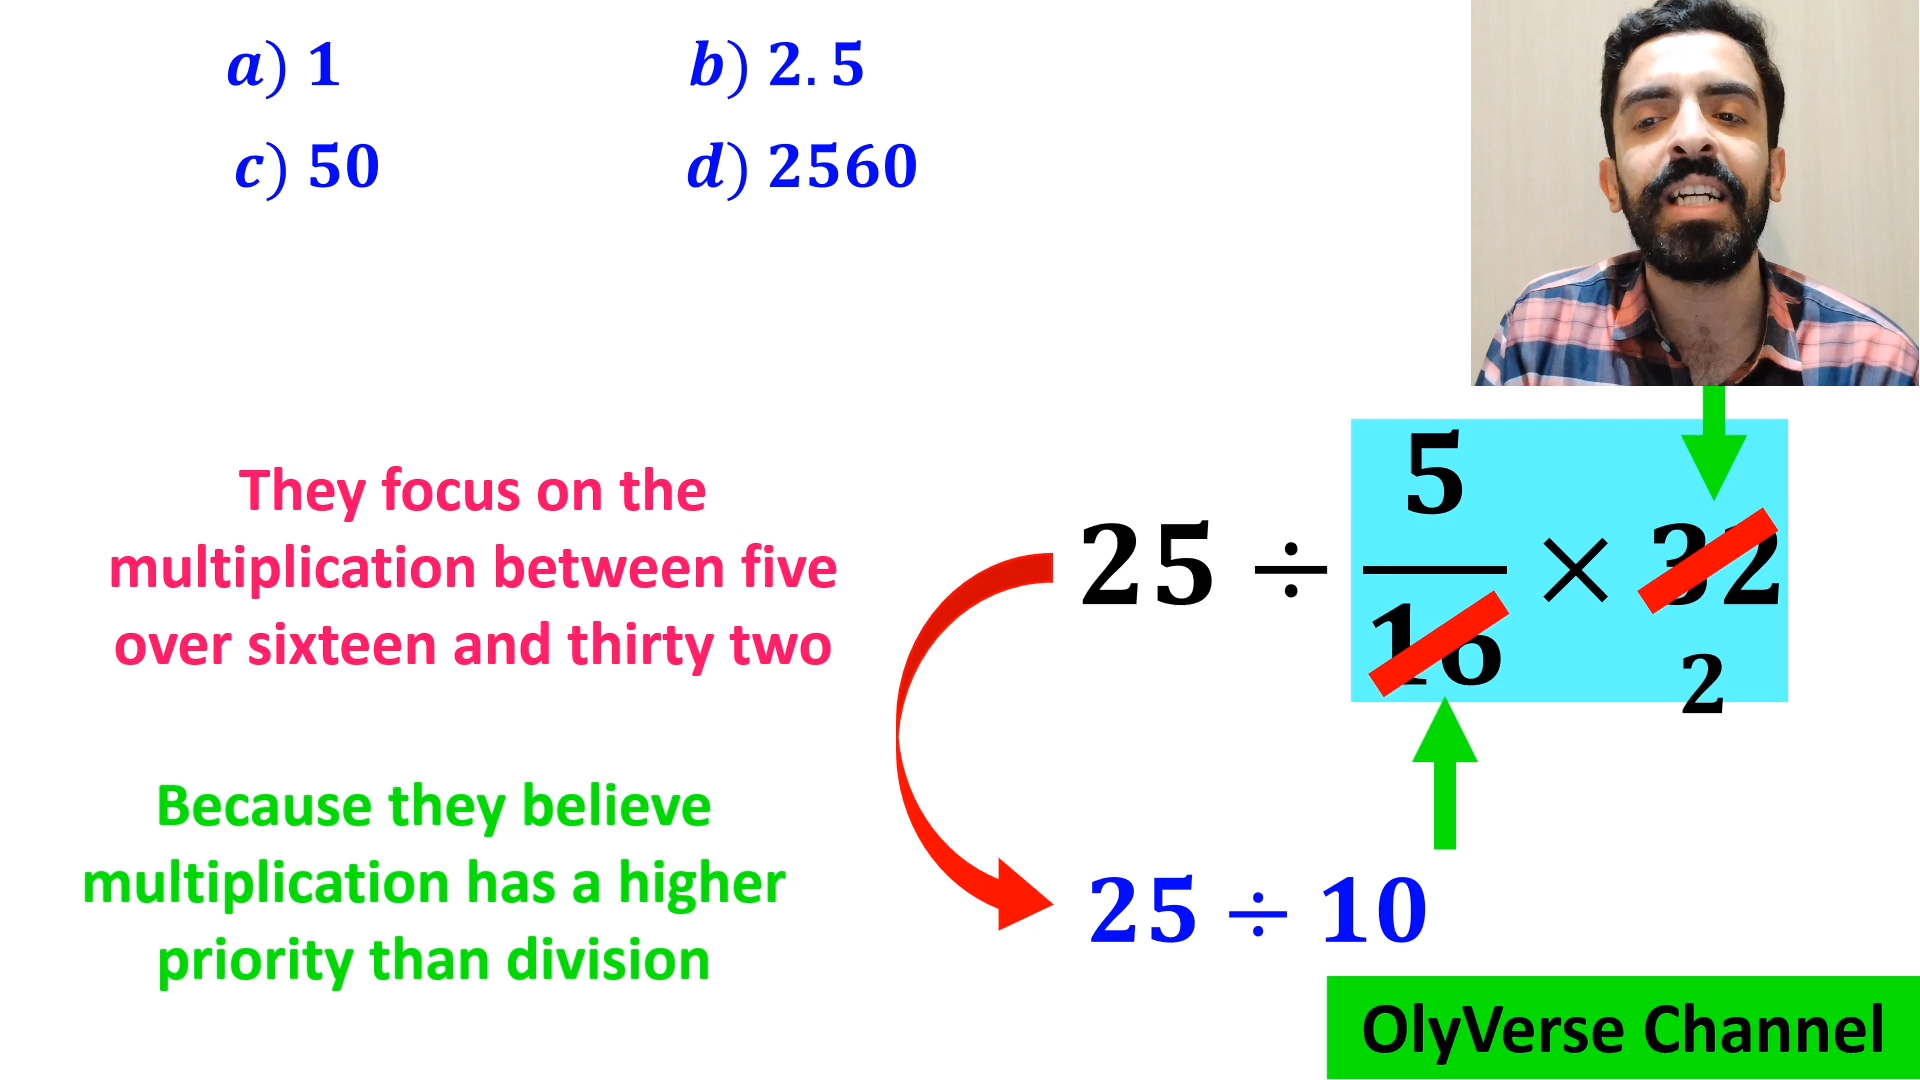 a) 1
b) 2.5
c) 50
d) 2560
They focus on the
multiplication between five
over sixteen and thirty two
Because they believe
multiplication has a higher
priority than division
25 ÷ 5/16 × 32
2
25 ÷ 10
OlyVerse Channel